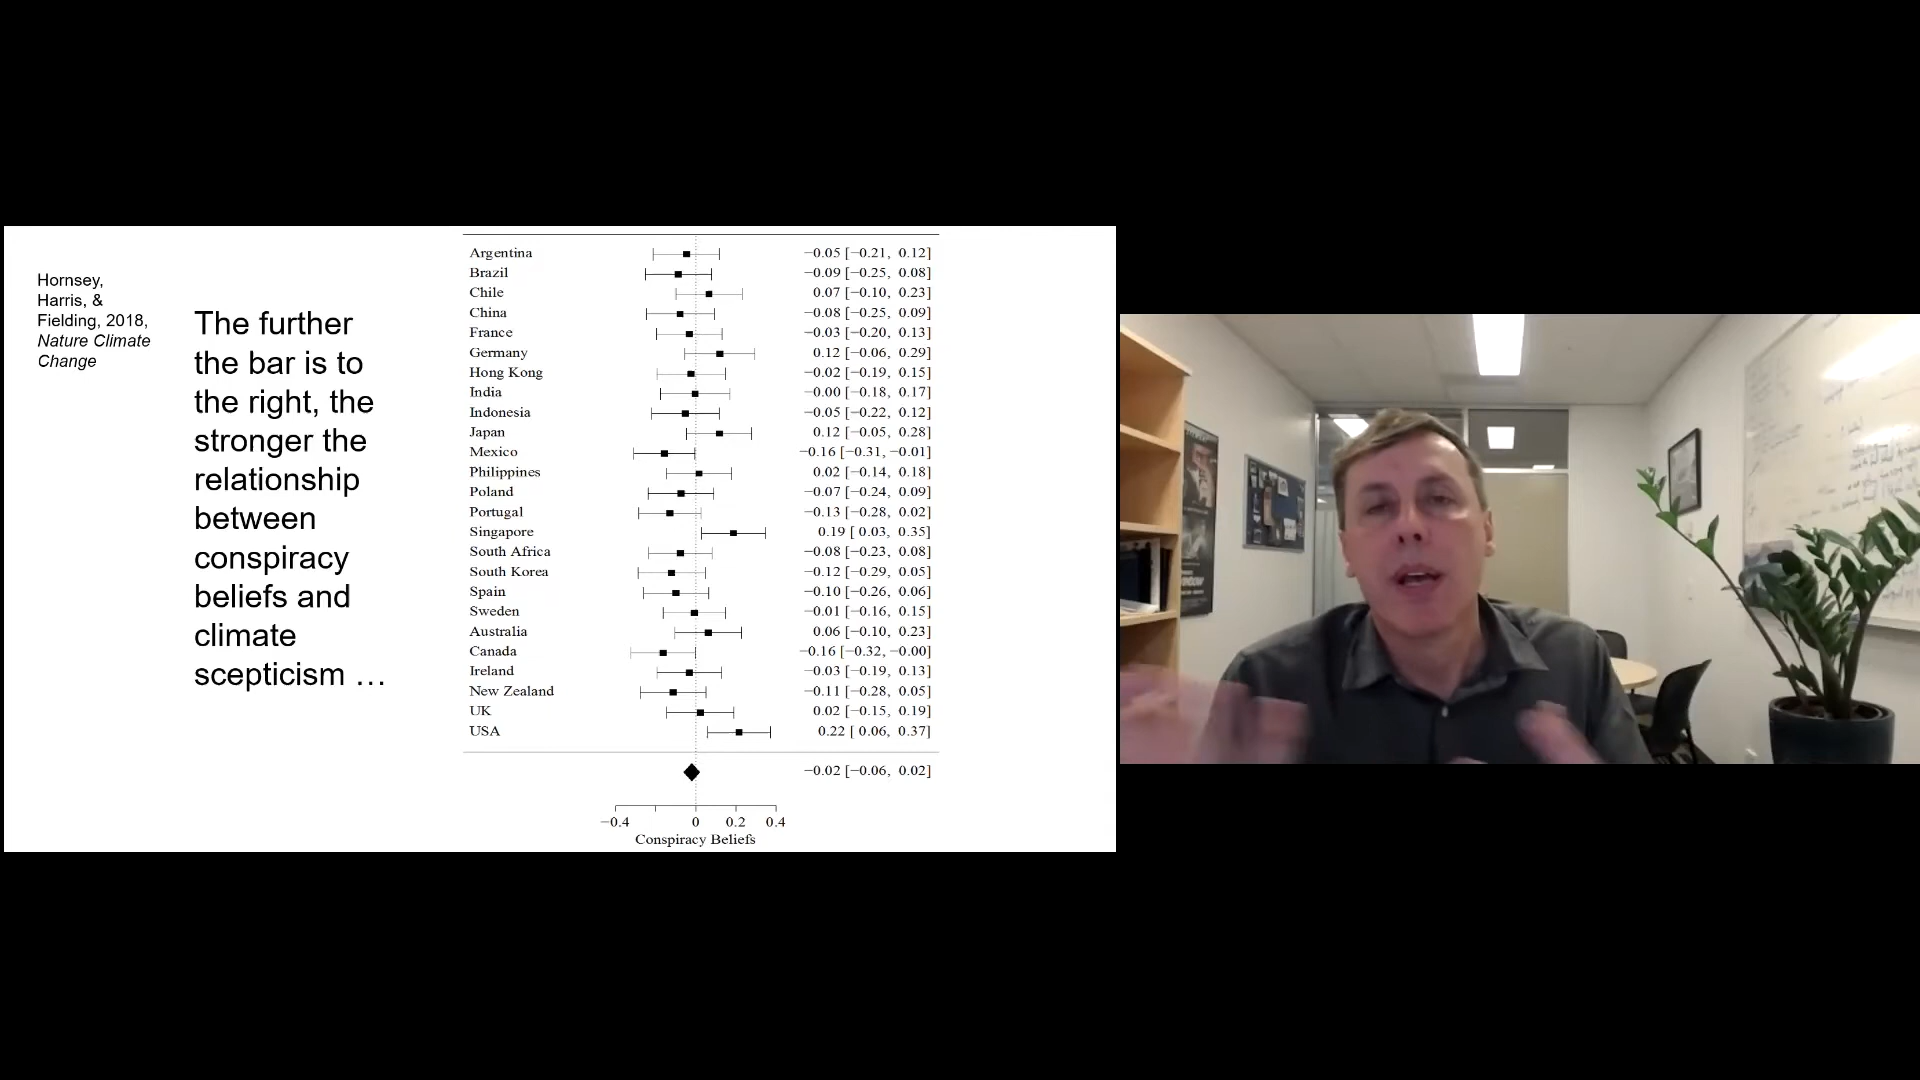 Hornsey,
Harris, &
Fielding, 2018,
Nature Climate
Change
The further
the bar is to
the right, the
stronger the
relationship
between
conspiracy
beliefs and
climate
scepticism …
Argentina −0.05 [−0.21, 0.12]
Brazil −0.09 [−0.25, 0.08]
Chile 0.07 [−0.10, 0.23]
China −0.08 [−0.25, 0.09]
France −0.03 [−0.20, 0.13]
Germany 0.12 [−0.06, 0.29]
Hong Kong −0.02 [−0.19, 0.15]
India −0.00 [−0.18, 0.17]
Indonesia −0.05 [−0.22, 0.12]
Japan 0.12 [−0.05, 0.28]
Mexico −0.16 [−0.31, −0.01]
Philippines 0.02 [−0.14, 0.18]
Poland −0.07 [−0.24, 0.09]
Portugal −0.13 [−0.28, 0.02]
Singapore 0.19 [ 0.03, 0.35]
South Africa −0.08 [−0.23, 0.08]
South Korea −0.12 [−0.29, 0.05]
Spain −0.10 [−0.26, 0.06]
Sweden −0.01 [−0.16, 0.15]
Australia 0.06 [−0.10, 0.23]
Canada −0.16 [−0.32, −0.00]
Ireland −0.03 [−0.19, 0.13]
New Zealand −0.11 [−0.28, 0.05]
UK 0.02 [−0.15, 0.19]
USA 0.22 [ 0.06, 0.37]
−0.02 [−0.06, 0.02]
−0.4 0 0.2 0.4
Conspiracy Beliefs